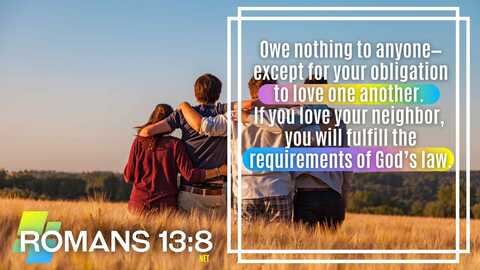 Owe nothing to anyone–
except for your obligation
to love one another.
If you love your neighbor,
you will fulfill the
requirements of God's law.
ROMANS 13:8
NET